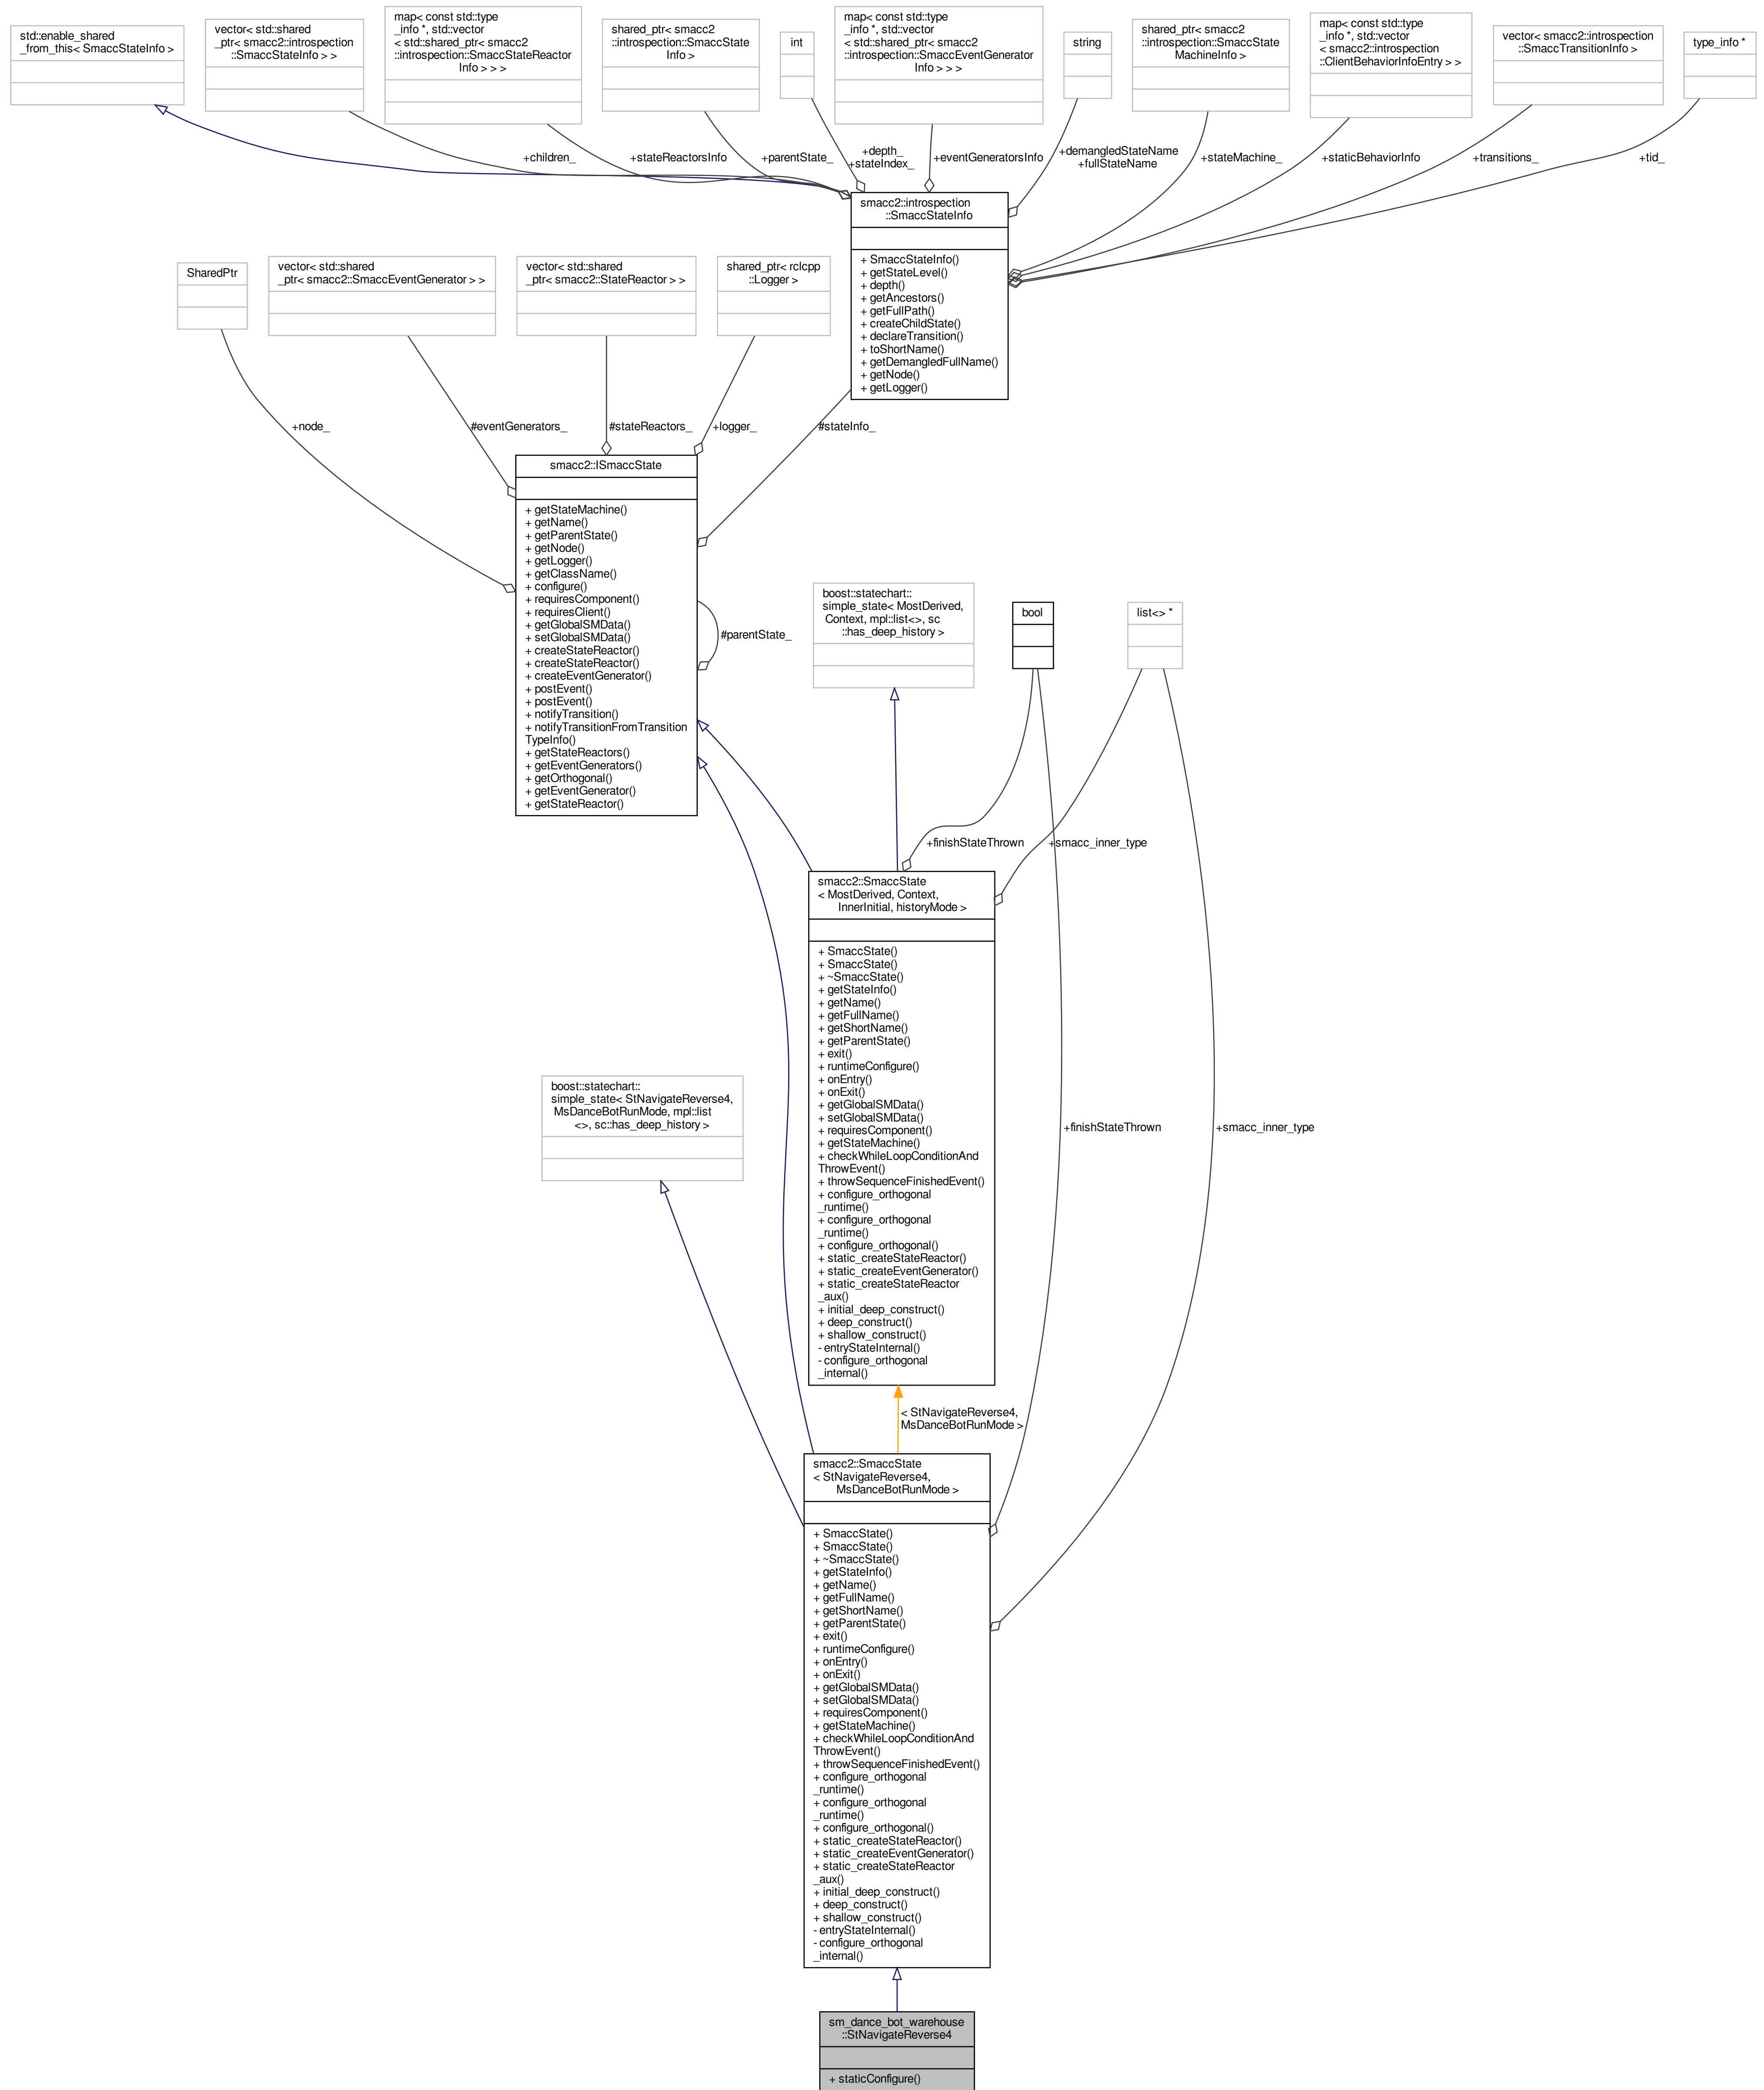 std::enable_shared
_from_this< SmaccStateInfo >
vector< std::shared
_ptr< smacc2::introspection
::SmaccStateInfo > >
map< const std::type
_info *, std::vector
< std::shared_ptr< smacc2
::introspection::SmaccStateReactor
Info > > >
shared_ptr< smacc2
::introspection::SmaccState
Info >
int
map< const std::type
_info *, std::vector
< std::shared_ptr< smacc2
::introspection::SmaccEventGenerator
Info > > >
string
shared_ptr< smacc2
::introspection::SmaccState
MachineInfo >
map< const std::type
_info *, std::vector
< smacc2::introspection
::ClientBehaviorInfoEntry > >
vector< smacc2::introspection
::SmaccTransitionInfo >
type_info *
+children_
+stateReactorsInfo
+parentState_
+depth_
+stateIndex_
+eventGeneratorsInfo
+demangledStateName
+fullStateName
+stateMachine_
+staticBehaviorInfo
+transitions_
+tid_
smacc2::introspection
::SmaccStateInfo
+ SmaccStateInfo()
+ getStateLevel()
+ depth()
+ getAncestors()
+ getFullPath()
+ createChildState()
+ declareTransition()
+ toShortName()
+ getDemangledFullName()
+ getNode()
+ getLogger()
SharedPtr
vector< std::shared
_ptr< smacc2::SmaccEventGenerator > >
vector< std::shared
_ptr< smacc2::StateReactor > >
shared_ptr< rclcpp
::Logger >
+node_
#eventGenerators_
#stateReactors_
+logger_
#stateInfo_
smacc2::ISmaccState
+ getStateMachine()
+ getName()
+ getParentState()
+ getNode()
+ getLogger()
+ getClassName()
+ configure()
+ requiresComponent()
+ requiresClient()
+ getGlobalSMData()
+ setGlobalSMData()
+ createStateReactor()
+ createStateReactor()
+ createEventGenerator()
+ postEvent()
+ postEvent()
+ notifyTransition()
+ notifyTransitionFromTransition
TypeInfo()
+ getStateReactors()
+ getEventGenerators()
+ getOrthogonal()
+ getEventGenerator()
+ getStateReactor()
#parentState_
boost::statechart::
simple_state< MostDerived,
Context, mpl::list<>, sc
::has_deep_history >
bool
list<> *
+finishStateThrown
+smacc_inner_type
smacc2::SmaccState
< MostDerived, Context,
InnerInitial, historyMode >
+ SmaccState()
+ SmaccState()
+ ~SmaccState()
+ getStateInfo()
+ getName()
+ getFullName()
+ getShortName()
+ getParentState()
+ exit()
+ runtimeConfigure()
+ onEntry()
+ onExit()
+ getGlobalSMData()
+ setGlobalSMData()
+ requiresComponent()
+ getStateMachine()
+ checkWhileLoopConditionAnd
ThrowEvent()
+ throwSequenceFinishedEvent()
+ configure_orthogonal
_runtime()
+ configure_orthogonal
_runtime()
+ configure_orthogonal()
+ static_createStateReactor()
+ static_createEventGenerator()
+ static_createStateReactor
_aux()
+ initial_deep_construct()
+ deep_construct()
+ shallow_construct()
- entryStateInternal()
- configure_orthogonal
_internal()
boost::statechart::
simple_state< StNavigateReverse4,
MsDanceBotRunMode, mpl::list
<>, sc::has_deep_history >
+finishStateThrown
+smacc_inner_type
< StNavigateReverse4,
MsDanceBotRunMode >
smacc2::SmaccState
< StNavigateReverse4,
MsDanceBotRunMode >
+ SmaccState()
+ SmaccState()
+ ~SmaccState()
+ getStateInfo()
+ getName()
+ getFullName()
+ getShortName()
+ getParentState()
+ exit()
+ runtimeConfigure()
+ onEntry()
+ onExit()
+ getGlobalSMData()
+ setGlobalSMData()
+ requiresComponent()
+ getStateMachine()
+ checkWhileLoopConditionAnd
ThrowEvent()
+ throwSequenceFinishedEvent()
+ configure_orthogonal
_runtime()
+ configure_orthogonal
_runtime()
+ configure_orthogonal()
+ static_createStateReactor()
+ static_createEventGenerator()
+ static_createStateReactor
_aux()
+ initial_deep_construct()
+ deep_construct()
+ shallow_construct()
- entryStateInternal()
- configure_orthogonal
_internal()
sm_dance_bot_warehouse
::StNavigateReverse4
+ staticConfigure()